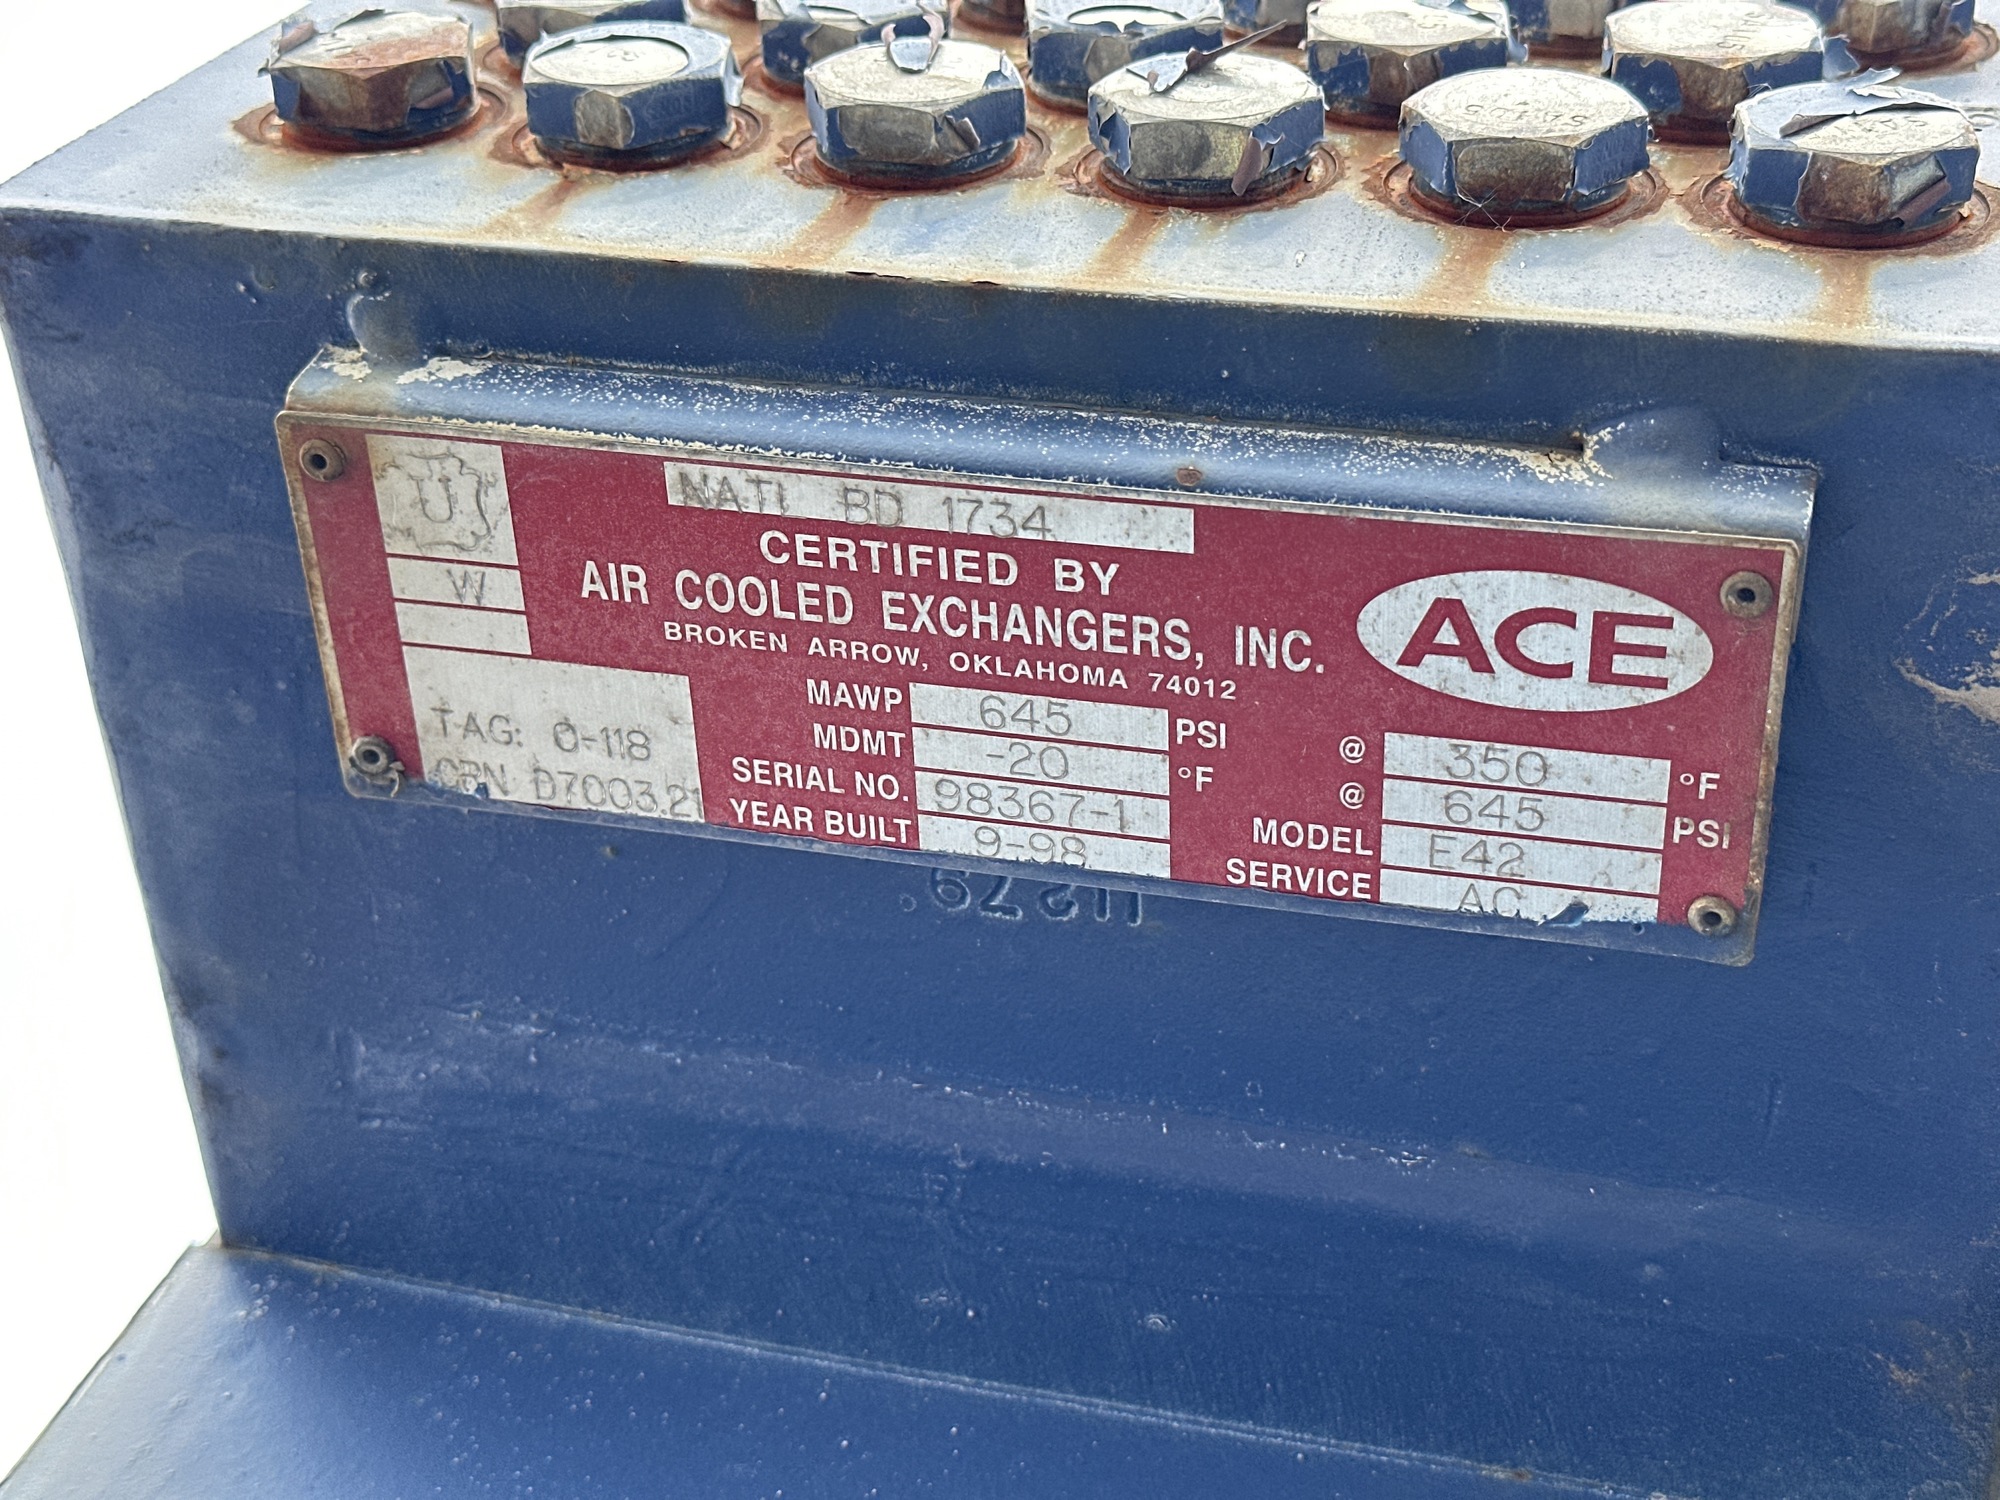 U
W
NATL BD 1734
CERTIFIED BY
AIR COOLED EXCHANGERS, INC.
BROKEN ARROW, OKLAHOMA 74012
ACE
TAG: 0-118
CRN D7003.21
MAWP 645 PSI @ 350 °F
MDMT -20 °F @ 645 PSI
SERIAL NO. 98367-1 MODEL E42
YEAR BUILT 9-98 SERVICE AC